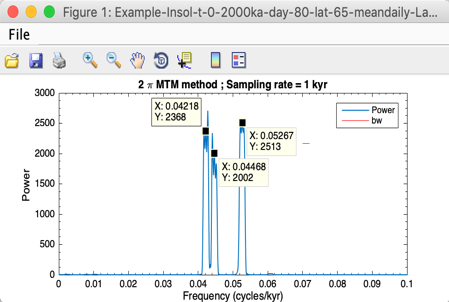 Figure 1: Example-Insol-t-0-2000ka-day-80-lat-65-meandaily-La...
File
2 π MTM method ; Sampling rate = 1 kyr
Power
3000
2500
2000
1500
1000
500
0
X: 0.04218
Y: 2368
X: 0.04468
Y: 2002
X: 0.05267
Y: 2513
Power
bw
0 0.01 0.02 0.03 0.04 0.05 0.06 0.07 0.08 0.09 0.1
Frequency (cycles/kyr)